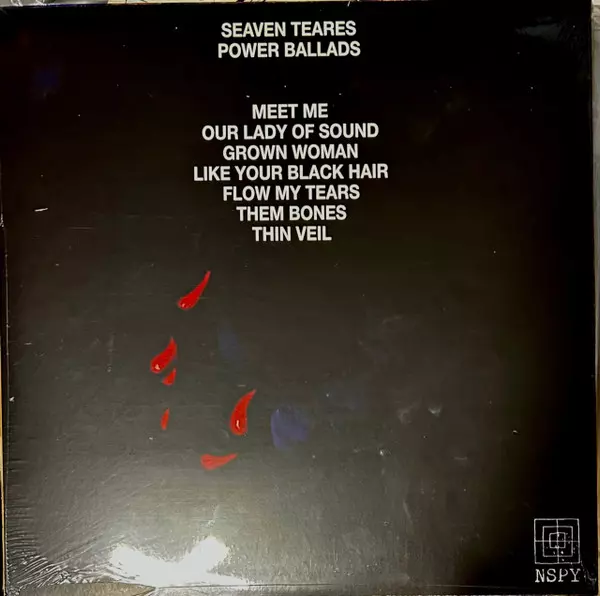 SEAVEN TEARES
POWER BALLADS
MEET ME
OUR LADY OF SOUND
GROWN WOMAN
LIKE YOUR BLACK HAIR
FLOW MY TEARS
THEM BONES
THIN VEIL
NSPY